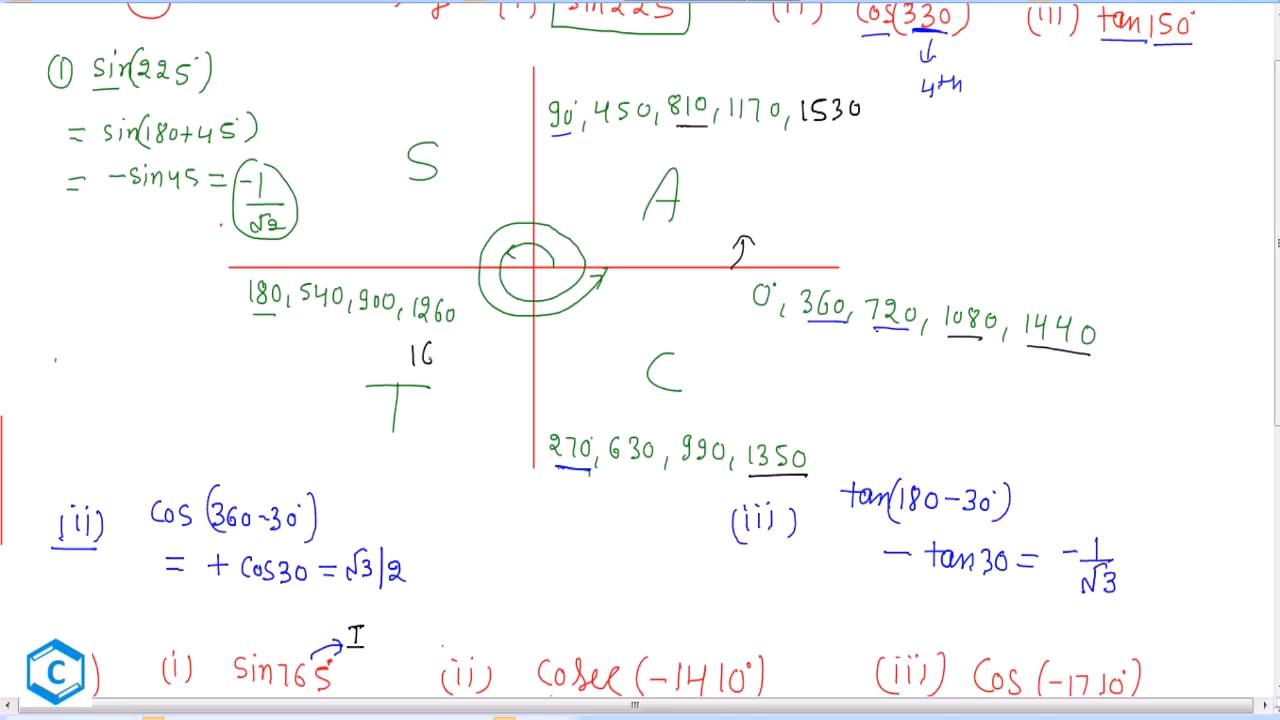 (i) sin225 (ii) cos(330) (iii) tan150°
4th
① sin(225°)
= sin(180+45°)
= -sin45 = -1/√2
90°, 450, 810, 1170, 1530
S
A
180, 540, 900, 1260
0°, 360, 720, 1080, 1440
16
T
C
270°, 630, 990, 1350
(ii) cos(360-30°)
= + cos30 = √3/2
(iii) tan(180-30°)
- tan30 = -1/√3
I
) (i) sin765° (ii) cosec(-1410°) (iii) cos(-1710°)
C